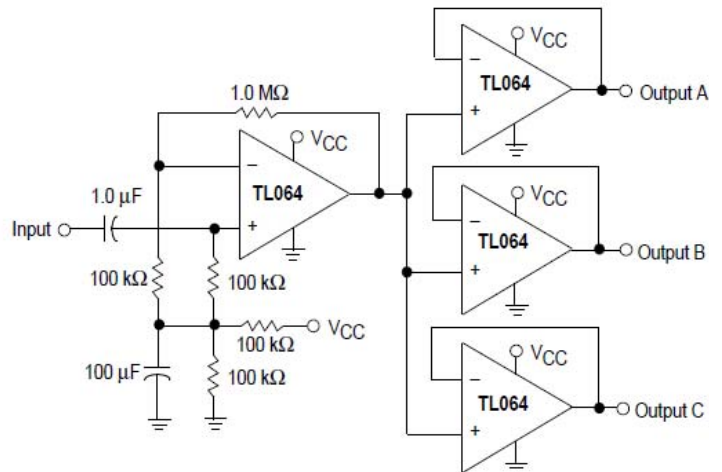 VCC
−
TL064
+
Output A
1.0 MΩ
VCC
−
TL064
+
1.0 µF
Input
100 kΩ
100 kΩ
VCC
100 kΩ
100 µF
100 kΩ
VCC
−
TL064
+
Output B
VCC
−
TL064
+
Output C